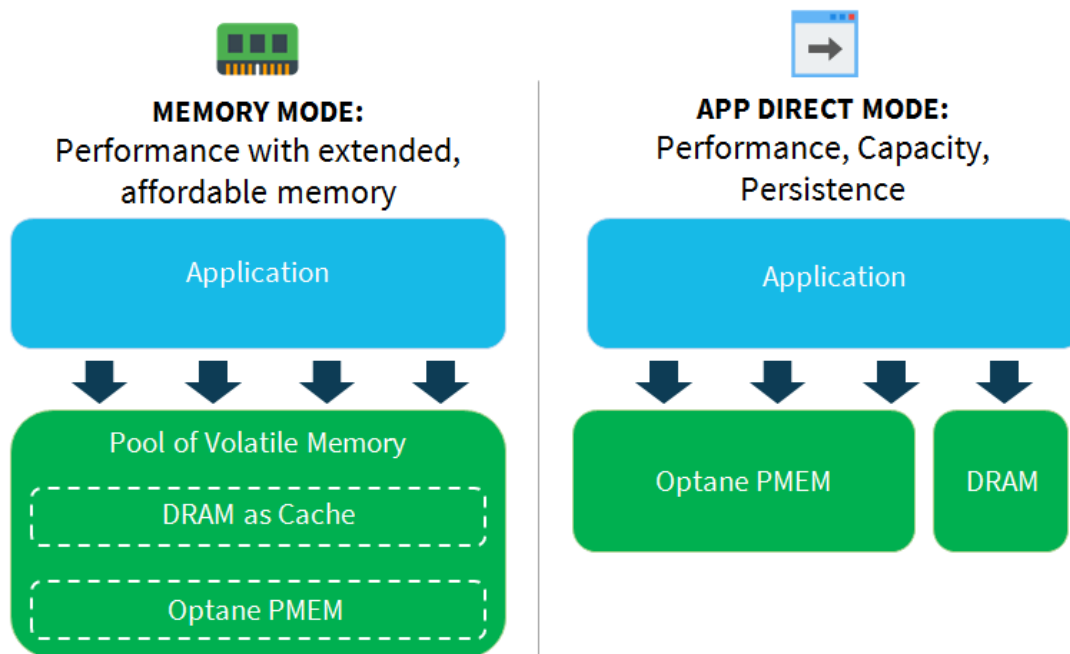 MEMORY MODE:
Performance with extended,
affordable memory
Application
Pool of Volatile Memory
DRAM as Cache
Optane PMEM
APP DIRECT MODE:
Performance, Capacity,
Persistence
Application
Optane PMEM
DRAM